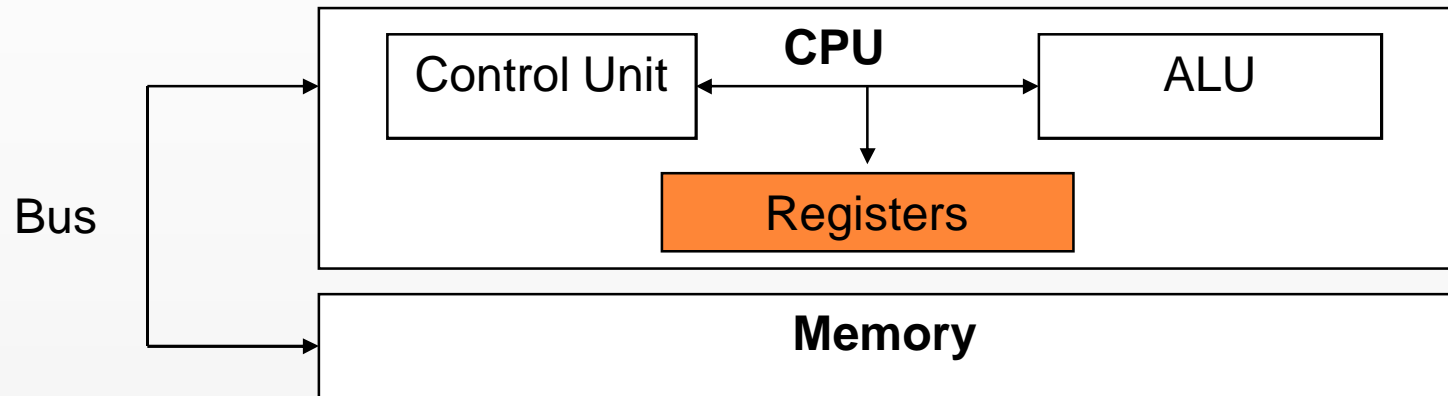 CPU
Control Unit
ALU
Bus
Registers
Memory